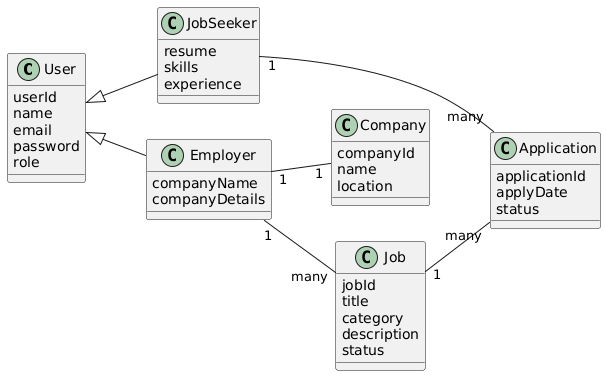 C User
userId
name
email
password
role
C JobSeeker
resume
skills
experience
C Employer
companyName
companyDetails
C Company
companyId
name
location
C Job
jobId
title
category
description
status
C Application
applicationId
applyDate
status
1
many
1
1
1
many
many
1